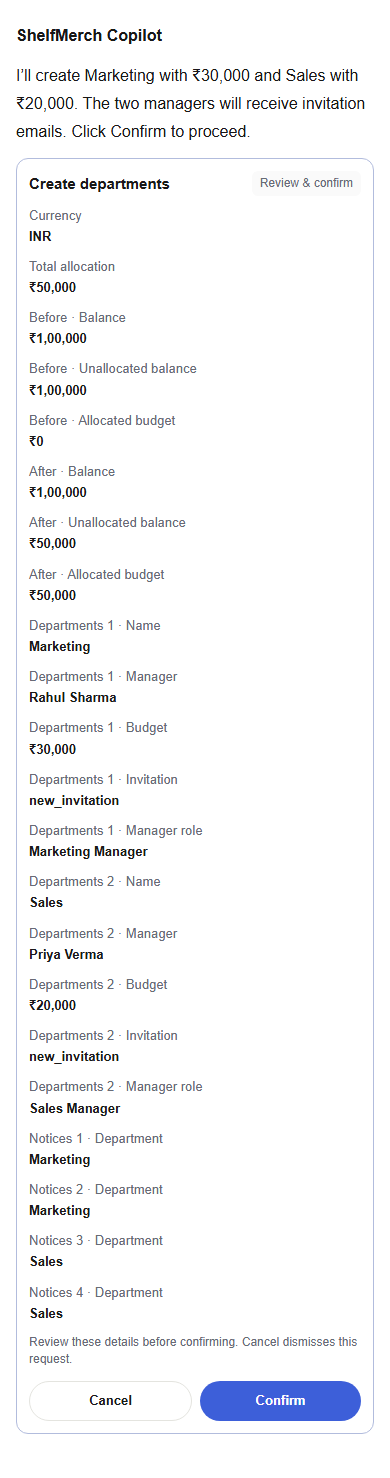 ShelfMerch Copilot
I’ll create Marketing with ₹30,000 and Sales with
₹20,000. The two managers will receive invitation
emails. Click Confirm to proceed.
Create departments
Review & confirm
Currency
INR
Total allocation
₹50,000
Before · Balance
₹1,00,000
Before · Unallocated balance
₹1,00,000
Before · Allocated budget
₹0
After · Balance
₹1,00,000
After · Unallocated balance
₹50,000
After · Allocated budget
₹50,000
Departments 1 · Name
Marketing
Departments 1 · Manager
Rahul Sharma
Departments 1 · Budget
₹30,000
Departments 1 · Invitation
new_invitation
Departments 1 · Manager role
Marketing Manager
Departments 2 · Name
Sales
Departments 2 · Manager
Priya Verma
Departments 2 · Budget
₹20,000
Departments 2 · Invitation
new_invitation
Departments 2 · Manager role
Sales Manager
Notices 1 · Department
Marketing
Notices 2 · Department
Marketing
Notices 3 · Department
Sales
Notices 4 · Department
Sales
Review these details before confirming. Cancel dismisses this
request.
Cancel
Confirm